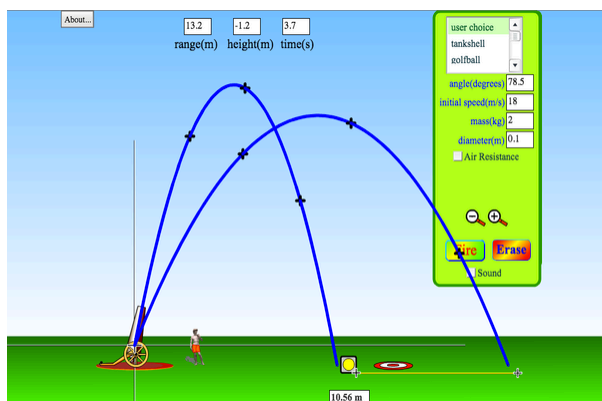 About...
13.2 -1.2 3.7
range(m) height(m) time(s)
user choice
tankshell
golfball
angle(degrees) 78.5
initial speed(m/s) 18
mass(kg) 2
diameter(m) 0.1
Air Resistance
Fire Erase
Sound
10.56 m